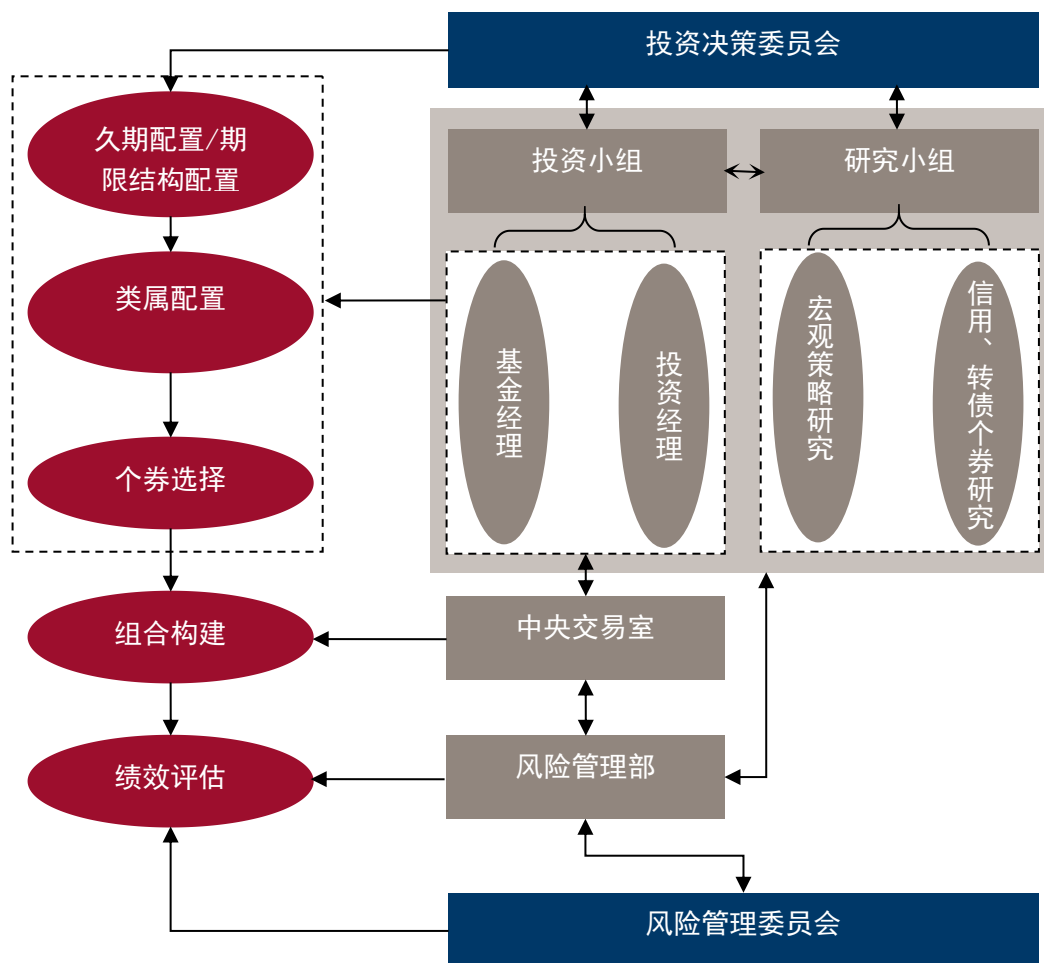 投资决策委员会
久期配置/期
限结构配置
投资小组
研究小组
类属配置
基金经理
投资经理
宏观策略研究
信用、转债个券研究
个券选择
组合构建
中央交易室
绩效评估
风险管理部
风险管理委员会